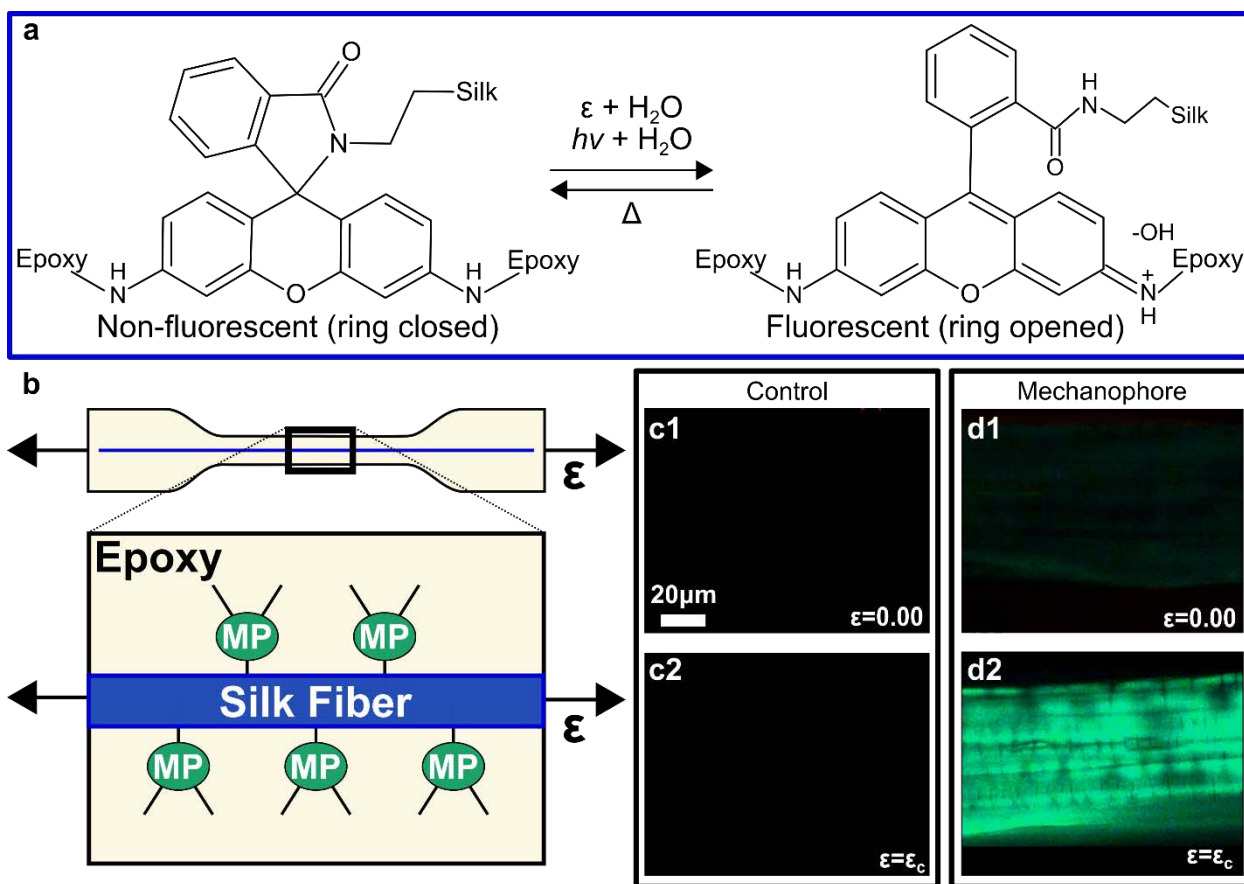 a
O
N
Silk
Epoxy
H
N
O
H
N
Epoxy
Non-fluorescent (ring closed)
ε + H₂O
hν + H₂O
Δ
H
N
Silk
O
Epoxy
H
N
O
-OH
Epoxy
+
N
H
Fluorescent (ring opened)
b
ε
Epoxy
MP MP
Silk Fiber
ε
MP MP MP
Control
c1
20μm
ε=0.00
c2
ε=εc
Mechanophore
d1
ε=0.00
d2
ε=εc